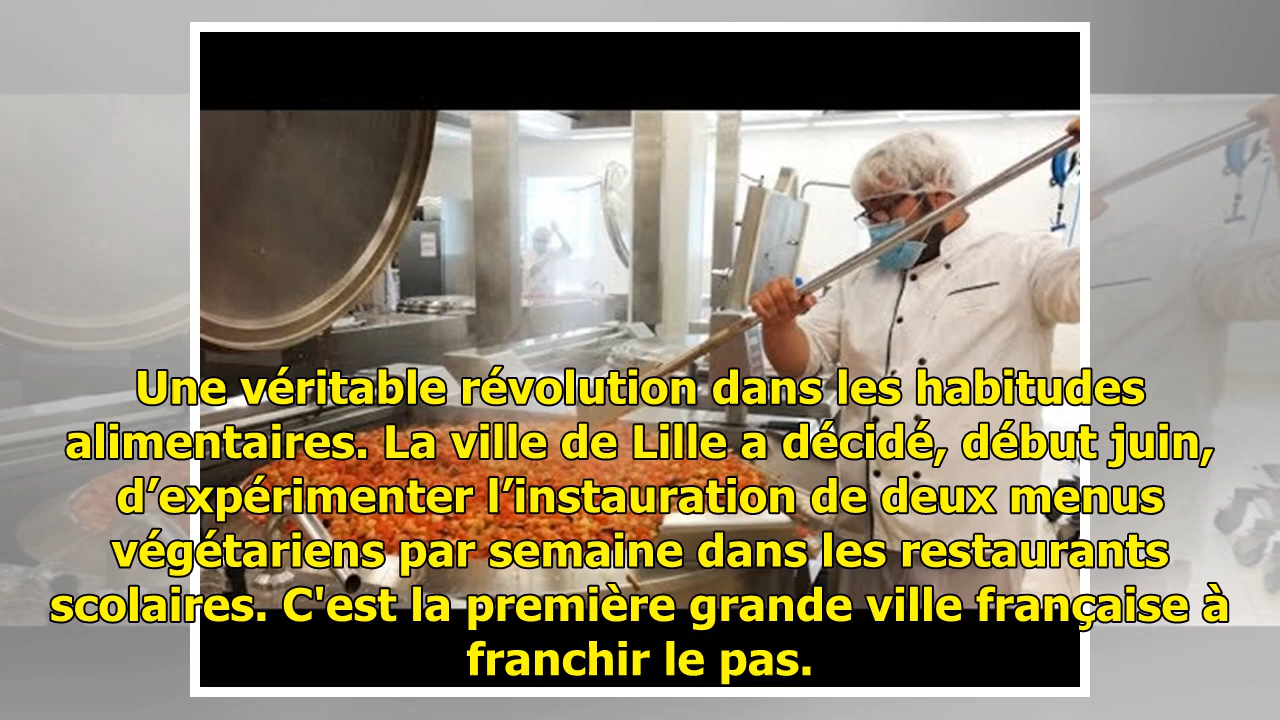 Une véritable révolution dans les habitudes
alimentaires. La ville de Lille a décidé, début juin,
d’expérimenter l’instauration de deux menus
végétariens par semaine dans les restaurants
scolaires. C'est la première grande ville française à
franchir le pas.